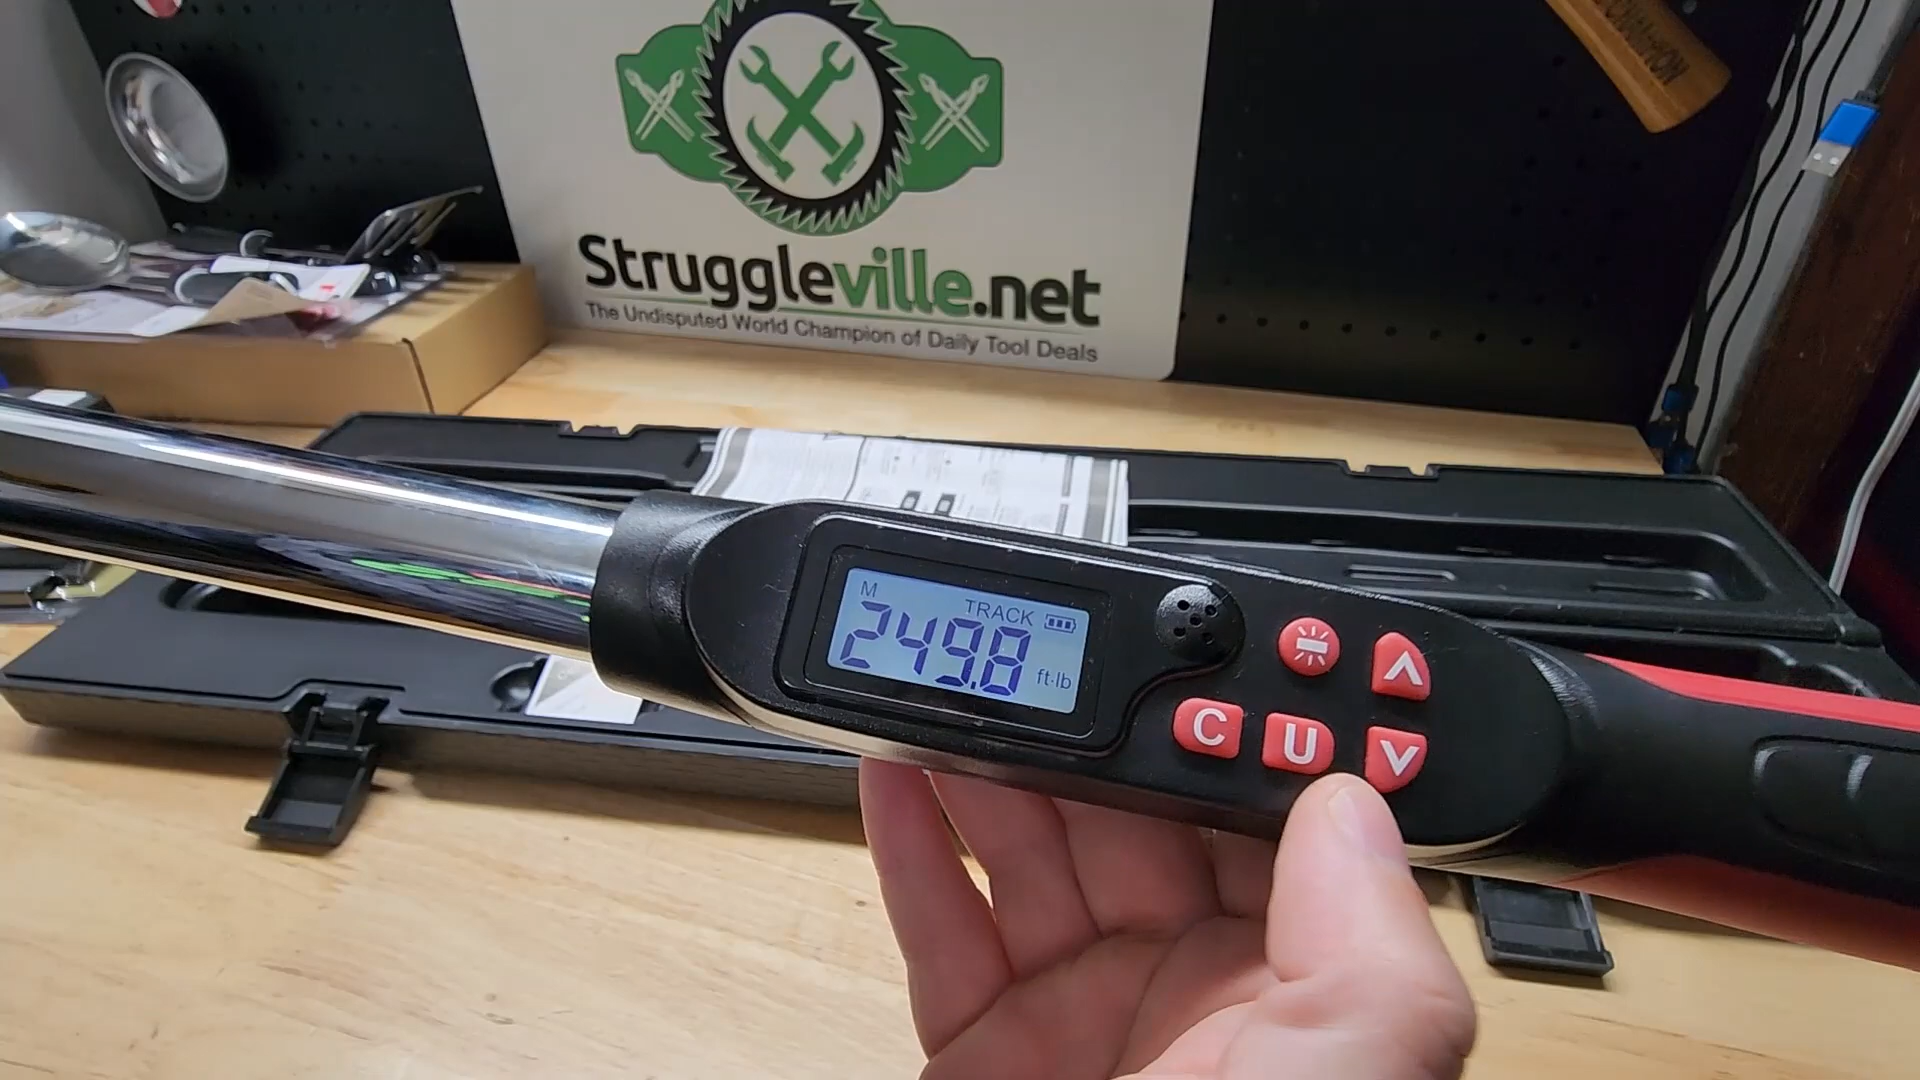 Struggleville.net
The Undisputed World Champion of Daily Tool Deals
M TRACK
249.8 ft·lb
C U